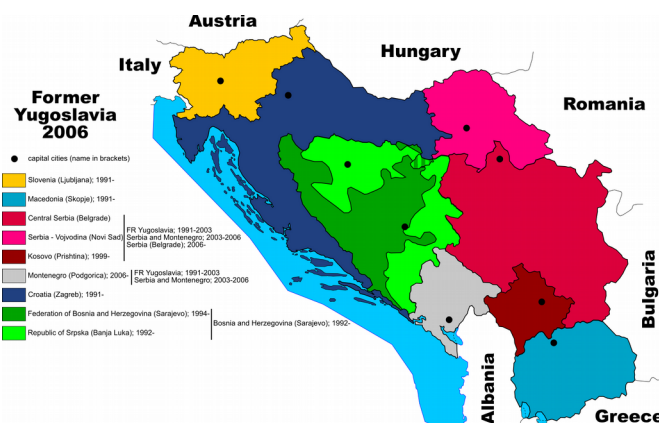 Austria
Italy
Hungary
Romania
Bulgaria
Albania
Greece
Former
Yugoslavia
2006
capital cities (name in brackets)
Slovenia (Ljubljana); 1991-
Macedonia (Skopje); 1991-
Central Serbia (Belgrade)
Serbia - Vojvodina (Novi Sad)
Kosovo (Prishtina); 1999-
FR Yugoslavia; 1991-2003
Serbia and Montenegro; 2003-2006
Serbia (Belgrade); 2006-
Montenegro (Podgorica); 2006-
FR Yugoslavia; 1991-2003
Serbia and Montenegro; 2003-2006
Croatia (Zagreb); 1991-
Federation of Bosnia and Herzegovina (Sarajevo); 1994-
Republic of Srpska (Banja Luka); 1992-
Bosnia and Herzegovina (Sarajevo); 1992-